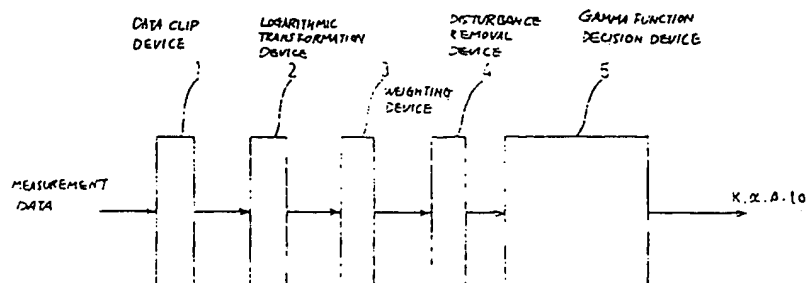 DATA CLIP
DEVICE
1
LOGARITHMIC
TRANSFORMATION
DEVICE
2
3
WEIGHTING
DEVICE
DISTURBANCE
REMOVAL
DEVICE
4
GAMMA FUNCTION
DECISION DEVICE
5
MEASUREMENT
DATA